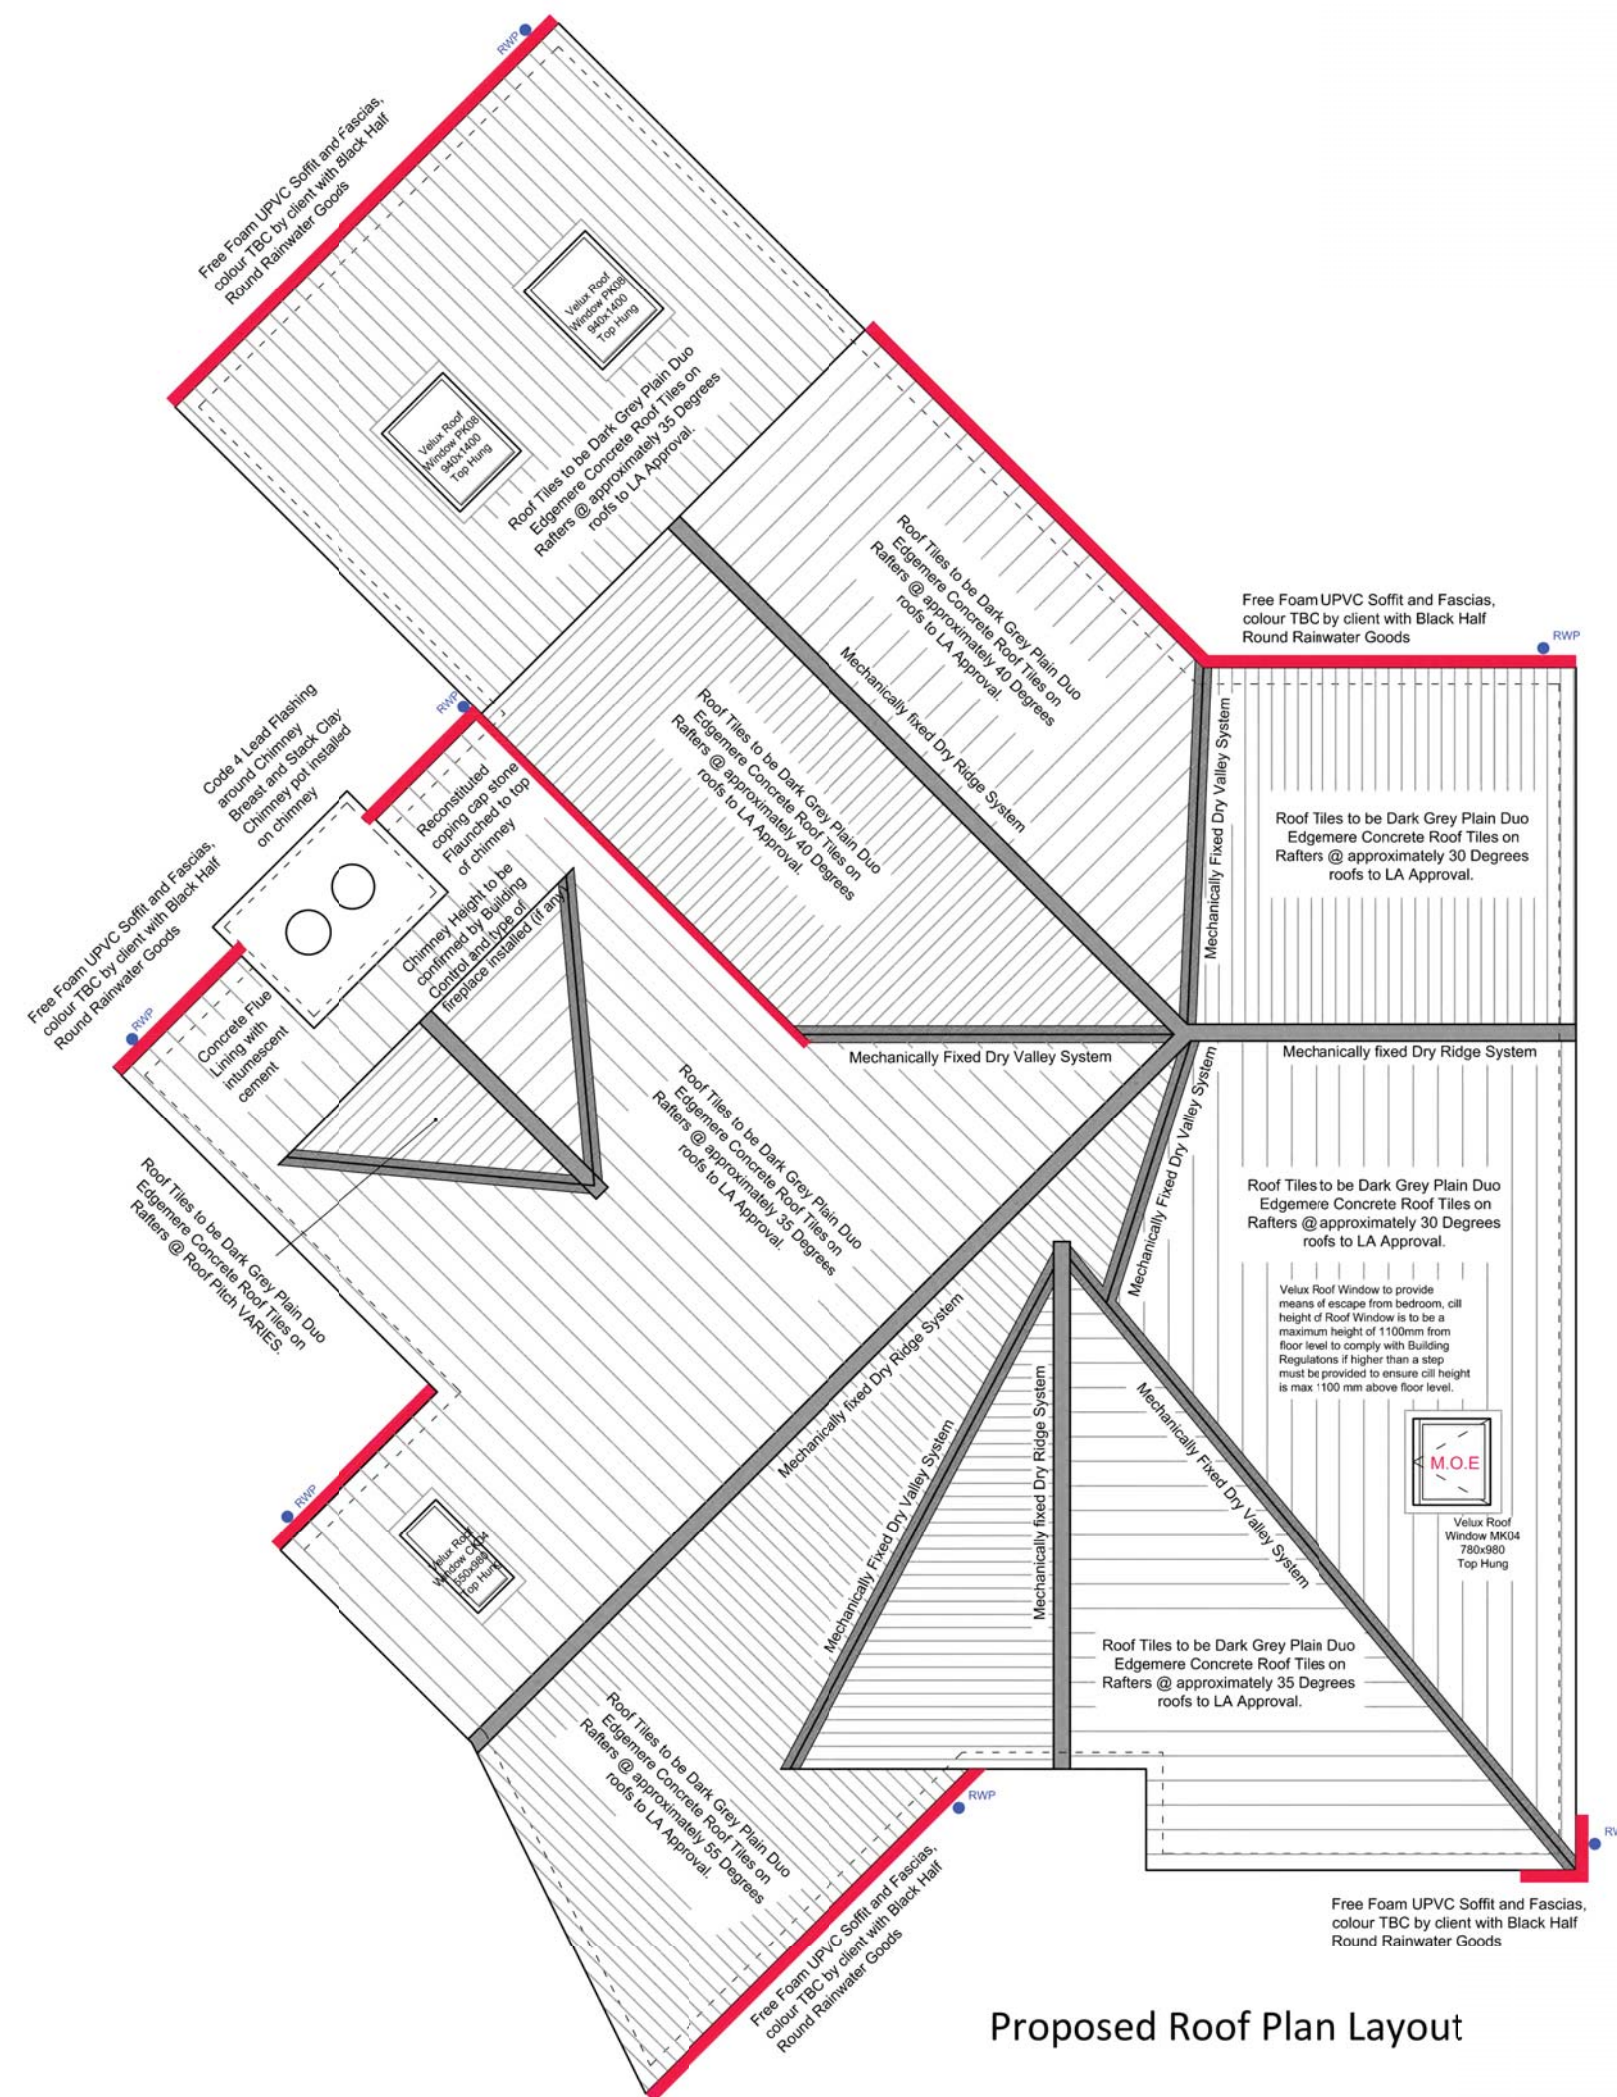 RWP
Free Foam UPVC Soffit and Fascias,
colour TBC by client with Black Half
Round Rainwater Goods
Velux Roof
Window PK08
940x1400
Top Hung
Velux Roof
Window PK08
940x1400
Top Hung
Roof Tiles to be Dark Grey Plain Duo
Edgemere Concrete Roof Tiles on
Rafters @ approximately 35 Degrees
roofs to LA Approval.
Roof Tiles to be Dark Grey Plain Duo
Edgemere Concrete Roof Tiles on
Rafters @ approximately 40 Degrees
roofs to LA Approval.
Free Foam UPVC Soffit and Fascias,
colour TBC by client with Black Half
Round Rainwater Goods
RWP
Mechanically fixed Dry Ridge System
Roof Tiles to be Dark Grey Plain Duo
Edgemere Concrete Roof Tiles on
Rafters @ approximately 40 Degrees
roofs to LA Approval.
Mechanically Fixed Dry Valley System
Roof Tiles to be Dark Grey Plain Duo
Edgemere Concrete Roof Tiles on
Rafters @ approximately 30 Degrees
roofs to LA Approval.
RWP
Code 4 Lead Flashing
around Chimney
Breast and Stack Clay
Chimney pot installed
on chimney
Reconstituted
coping cap stone
Flaunched to top
of chimney
Chimney Height to be
confirmed by Building
Control and type of
fireplace installed (if any)
Free Foam UPVC Soffit and Fascias,
colour TBC by client with Black Half
Round Rainwater Goods
RWP
Concrete Flue
Lining with
intumescent
cement
Mechanically Fixed Dry Valley System
Mechanically fixed Dry Ridge System
Roof Tiles to be Dark Grey Plain Duo
Edgemere Concrete Roof Tiles on
Rafters @ approximately 35 Degrees
roofs to LA Approval.
Mechanically Fixed Dry Valley System
Roof Tiles to be Dark Grey Plain Duo
Edgemere Concrete Roof Tiles on
Rafters @ Roof Pitch VARIES.
Roof Tiles to be Dark Grey Plain Duo
Edgemere Concrete Roof Tiles on
Rafters @ approximately 30 Degrees
roofs to LA Approval.
Velux Roof Window to provide
means of escape from bedroom, cill
height of Roof Window is to be a
maximum height of 1100mm from
floor level to comply with Building
Regulatons if higher than a step
must be provided to ensure cill height
is max 1100 mm above floor level.
M.O.E
Velux Roof
Window MK04
780x980
Top Hung
Mechanically fixed Dry Ridge System
Mechanically Fixed Dry Valley System
Mechanically fixed Dry Ridge System
Mechanically Fixed Dry Valley System
RWP
Velux Roof
Window CK04
550x980
Top Hung
Roof Tiles to be Dark Grey Plain Duo
Edgemere Concrete Roof Tiles on
Rafters @ approximately 35 Degrees
roofs to LA Approval.
Roof Tiles to be Dark Grey Plain Duo
Edgemere Concrete Roof Tiles on
Rafters @ approximately 55 Degrees
roofs to LA Approval.
RWP
RW
Free Foam UPVC Soffit and Fascias,
colour TBC by client with Black Half
Round Rainwater Goods
Free Foam UPVC Soffit and Fascias,
colour TBC by client with Black Half
Round Rainwater Goods
Proposed Roof Plan Layout